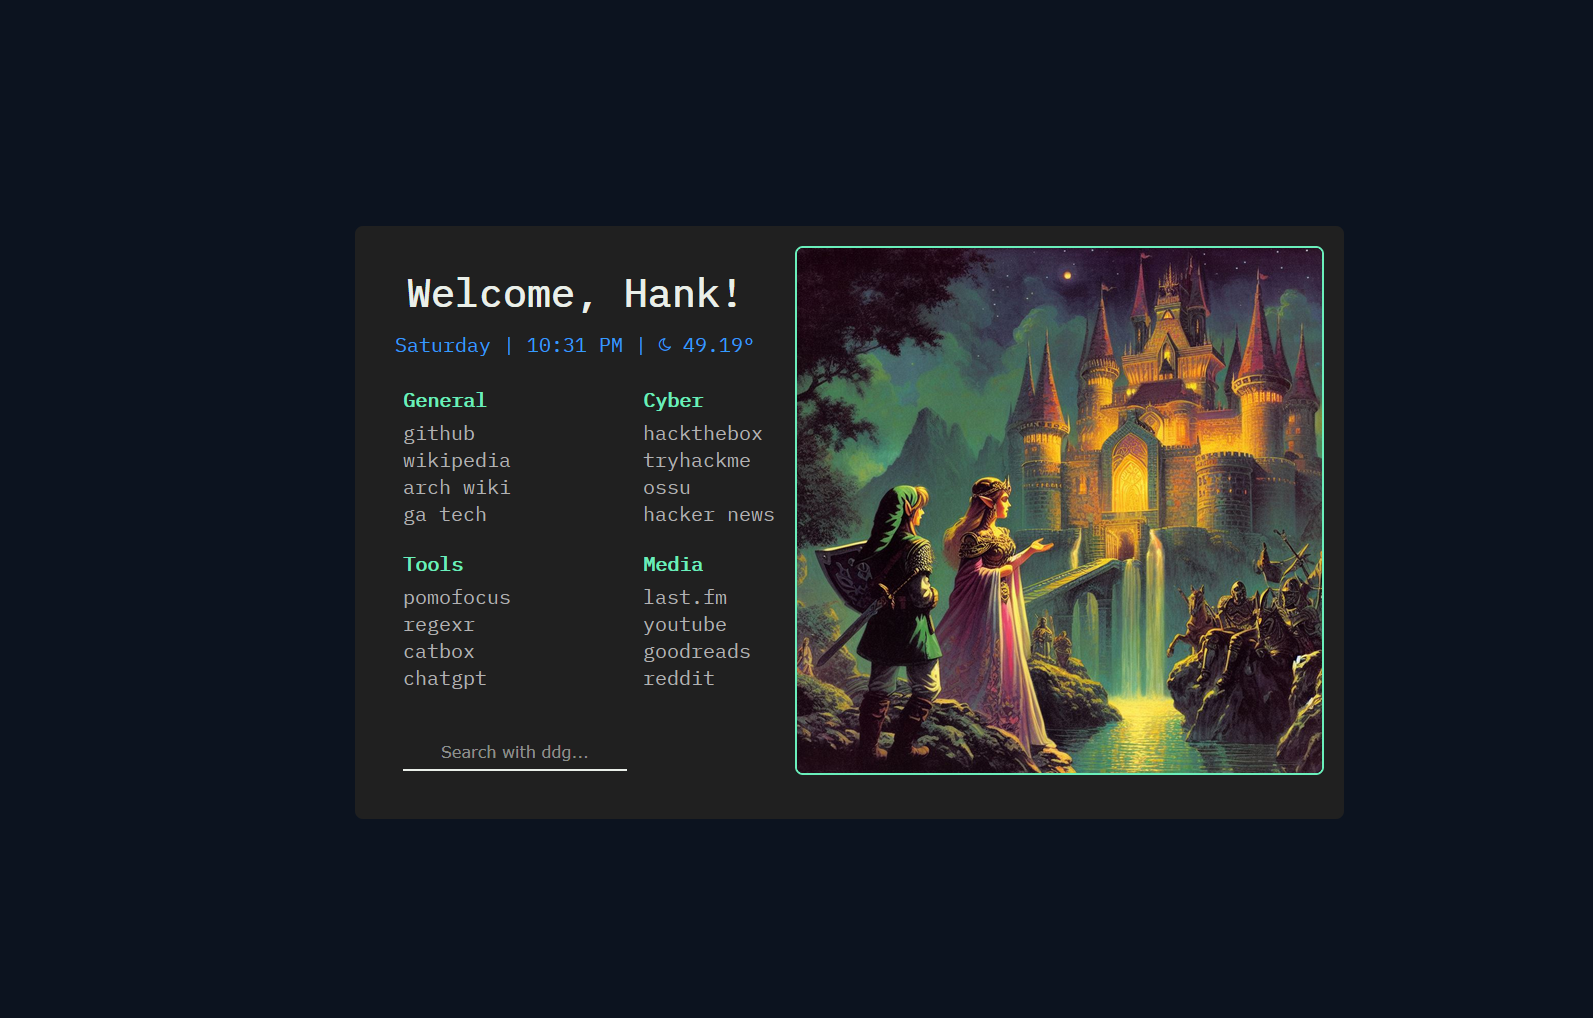 Welcome, Hank!
Saturday | 10:31 PM | 49.19°
General
github
wikipedia
arch wiki
ga tech
Cyber
hackthebox
tryhackme
ossu
hacker news
Tools
pomofocus
regexr
catbox
chatgpt
Media
last.fm
youtube
goodreads
reddit
Search with ddg...